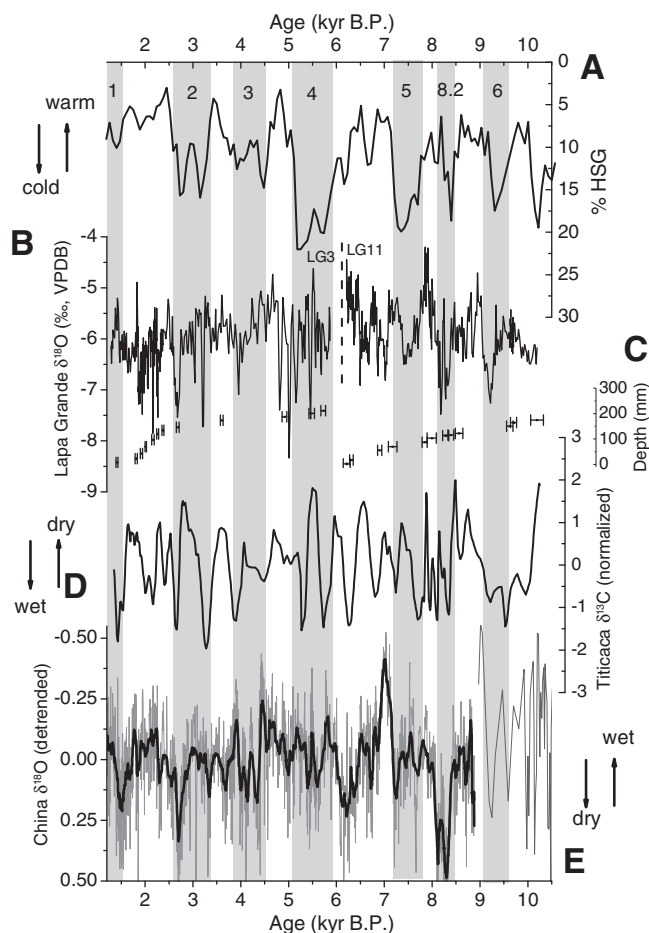 Age (kyr B.P.)
2 3 4 5 6 7 8 9 10
A
1 2 3 4 5 8.2 6
warm
cold
0
5
10
15
20
25
30
% HSG
B
-4
-5
-6
-7
-8
-9
Lapa Grande δ18O (‰, VPDB)
LG3
LG11
C
300
200
100
0
Depth (mm)
3
2
1
0
-1
-2
-3
Titicaca δ13C (normalized)
dry
wet
D
-0.50
-0.25
0.00
0.25
0.50
China δ18O (detrended)
wet
dry
E
2 3 4 5 6 7 8 9 10
Age (kyr B.P.)